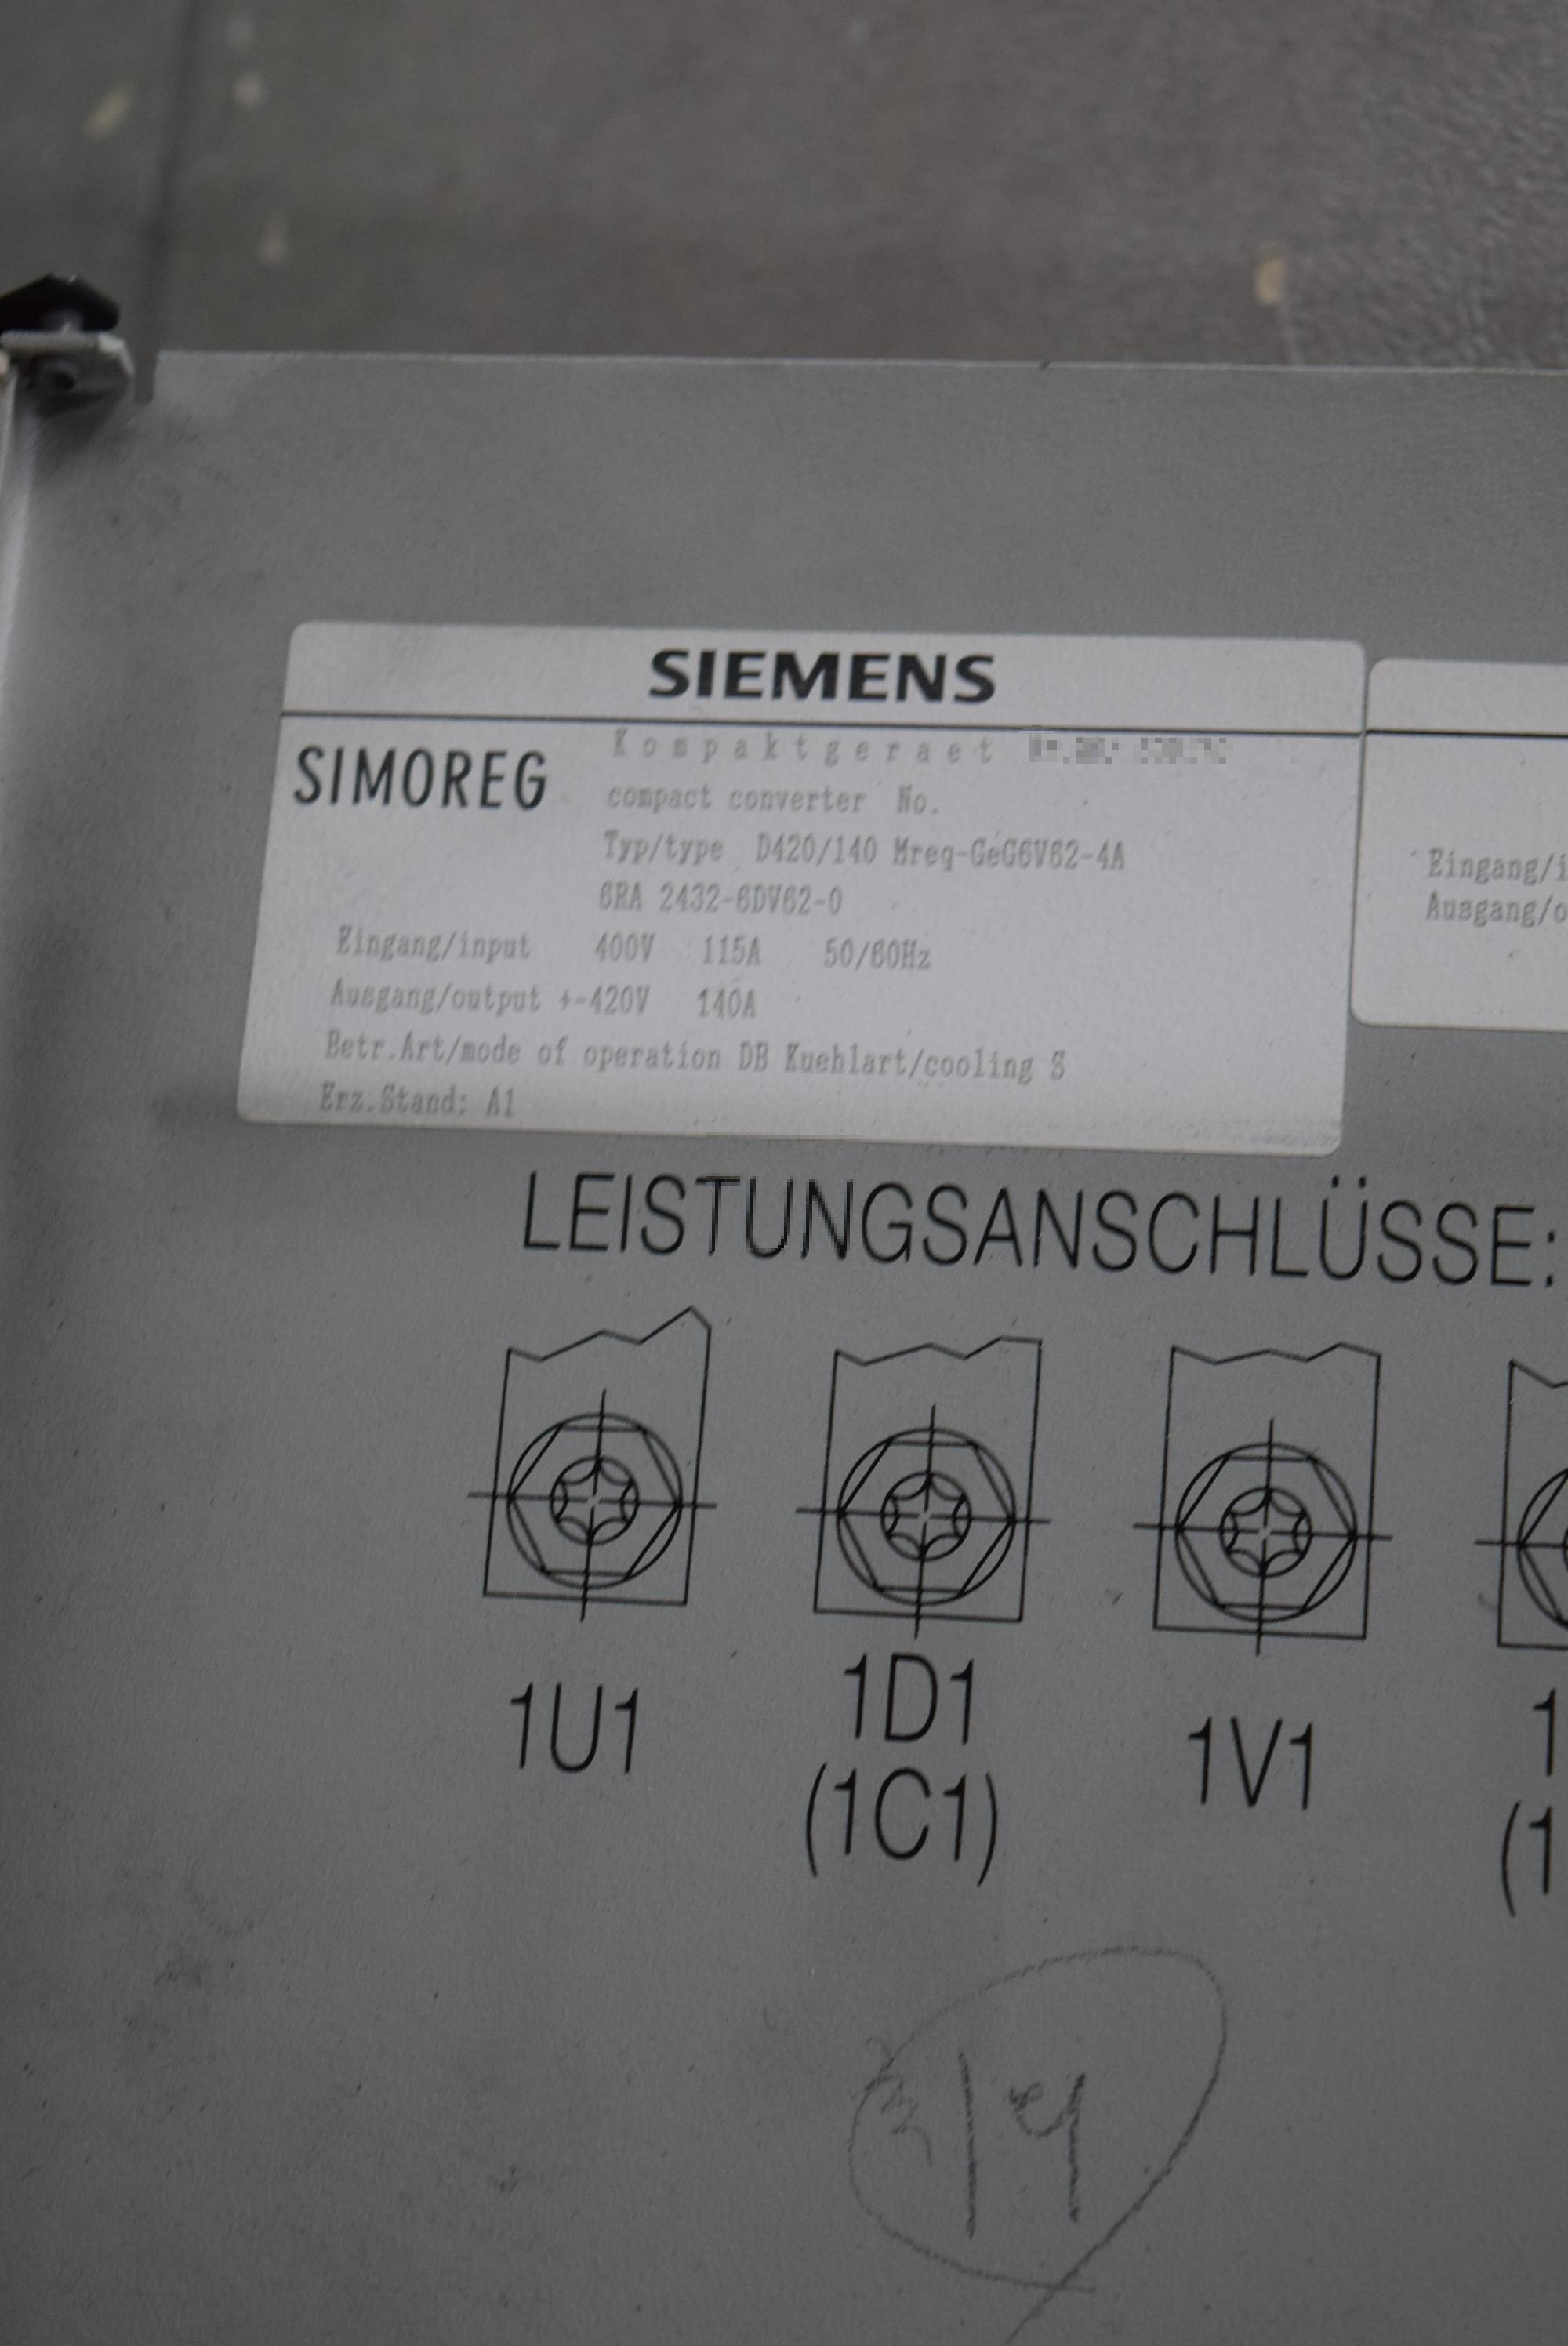 SIEMENS
SIMOREG
Kompaktgeraet
compact converter No.
Typ/type D420/140 Mreq-GeG6V62-4A
6RA 2432-6DV62-0
Eingang/input 400V 115A 50/60Hz
Ausgang/output +-420V 140A
Betr.Art/mode of operation DB Kuehlart/cooling S
Erz.Stand: A1
Eingang/i
Ausgang/o
LEISTUNGSANSCHLÜSSE:
1U1
1D1
(1C1)
1V1
1
(1